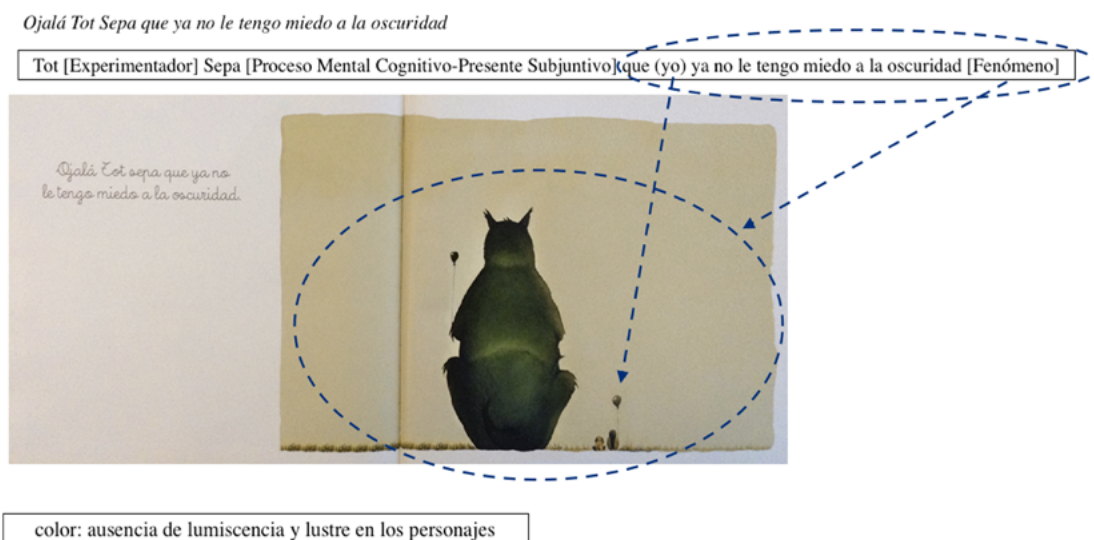 Ojalá Tot Sepa que ya no le tengo miedo a la oscuridad
Tot [Experimentador] Sepa [Proceso Mental Cognitivo-Presente Subjuntivo] que (yo) ya no le tengo miedo a la oscuridad [Fenómeno]
Ojalá Tot sepa que ya no
le tengo miedo a la oscuridad.
color: ausencia de lumiscencia y lustre en los personajes